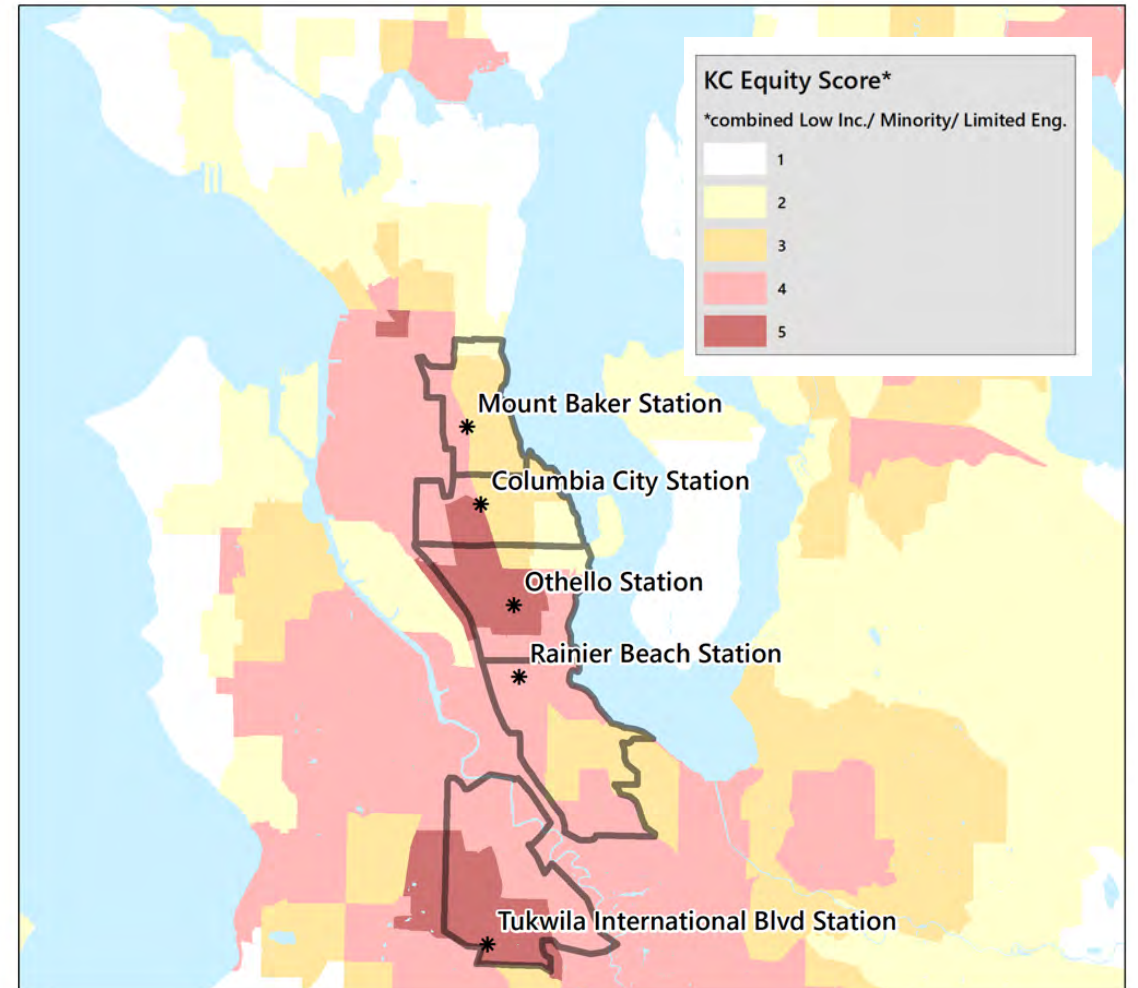 KC Equity Score*
*combined Low Inc./ Minority/ Limited Eng.
1
2
3
4
5
Mount Baker Station
Columbia City Station
Othello Station
Rainier Beach Station
Tukwila International Blvd Station